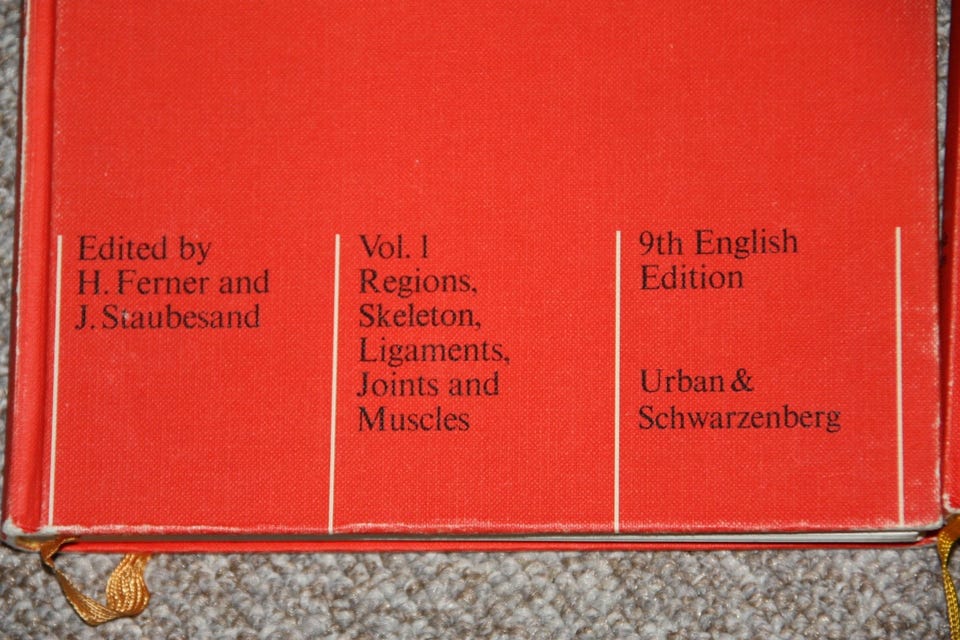 Edited by
H. Ferner and
J. Staubesand
Vol. 1
Regions,
Skeleton,
Ligaments,
Joints and
Muscles
9th English
Edition
Urban &
Schwarzenberg